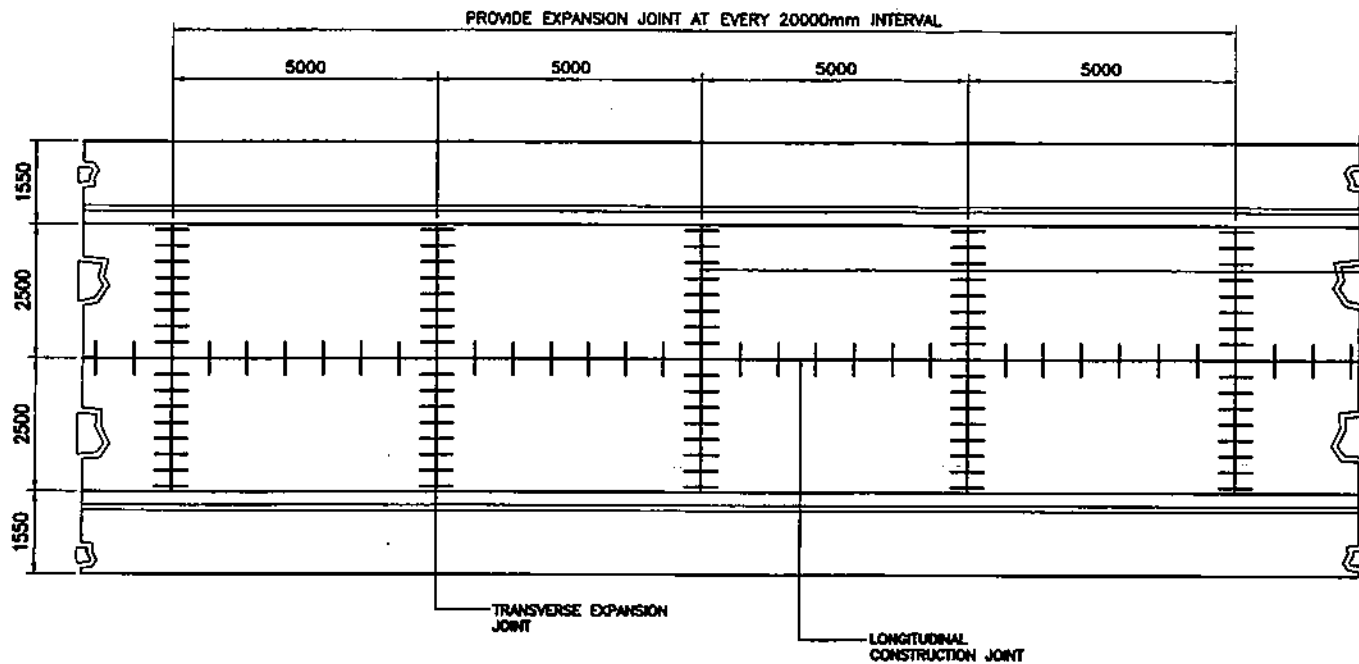 PROVIDE EXPANSION JOINT AT EVERY 20000mm INTERVAL
5000
5000
5000
5000
1550
2500
2500
1550
TRANSVERSE EXPANSION
JOINT
LONGITUDINAL
CONSTRUCTION JOINT